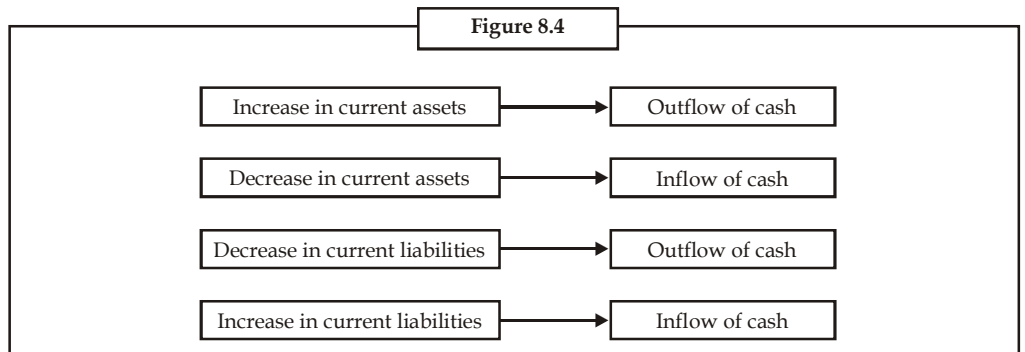 Figure 8.4
Increase in current assets Outflow of cash
Decrease in current assets Inflow of cash
Decrease in current liabilities Outflow of cash
Increase in current liabilities Inflow of cash